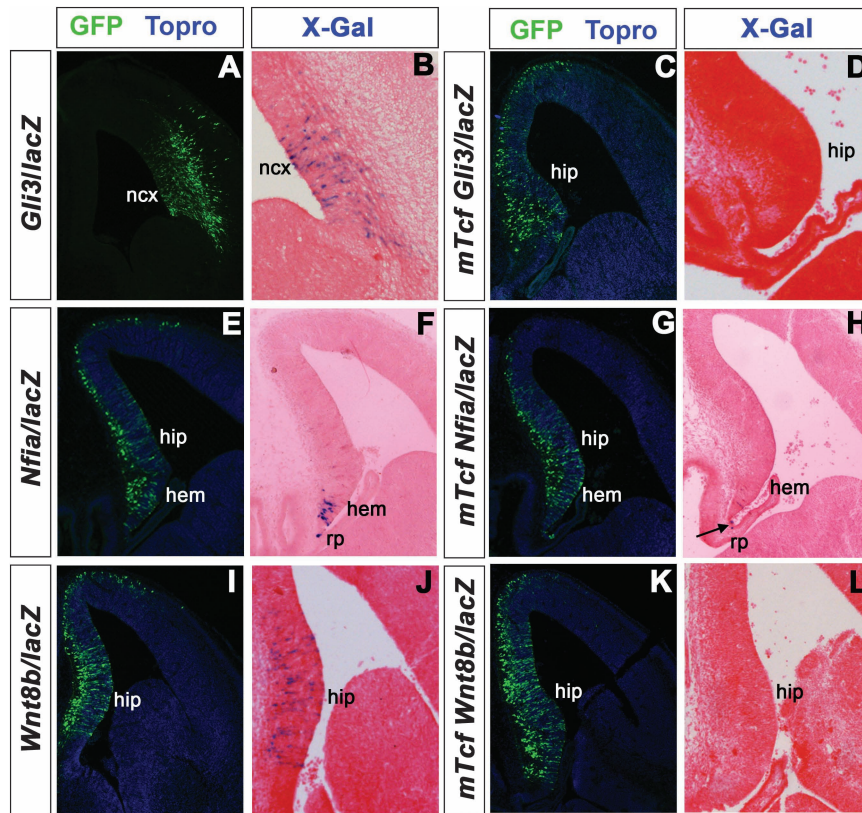 GFP Topro X-Gal GFP Topro X-Gal
Gli3/lacZ A B mTcf Gli3/lacZ C D
ncx ncx hip hip
Nfia/lacZ E F mTcf Nfia/lacZ G H
hip hip
hem hem hem hem
rp rp
Wnt8b/lacZ I J mTcf Wnt8b/lacZ K L
hip hip hip hip